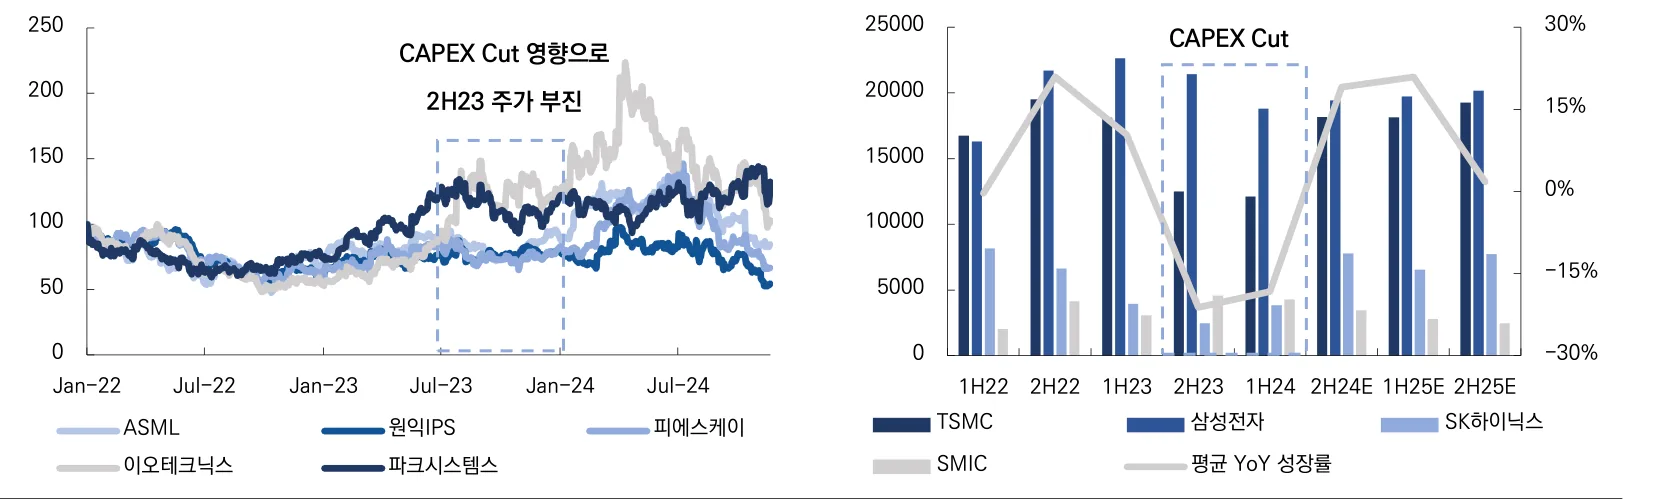 250
200
150
100
50
0
CAPEX Cut 영향으로
2H23 주가 부진
Jan-22 Jul-22 Jan-23 Jul-23 Jan-24 Jul-24
ASML 원익IPS 피에스케이
이오테크닉스 파크시스템스
25000
20000
15000
10000
5000
0
CAPEX Cut
30%
15%
0%
-15%
-30%
1H22 2H22 1H23 2H23 1H24 2H24E 1H25E 2H25E
TSMC 삼성전자 SK하이닉스
SMIC 평균 YoY 성장률